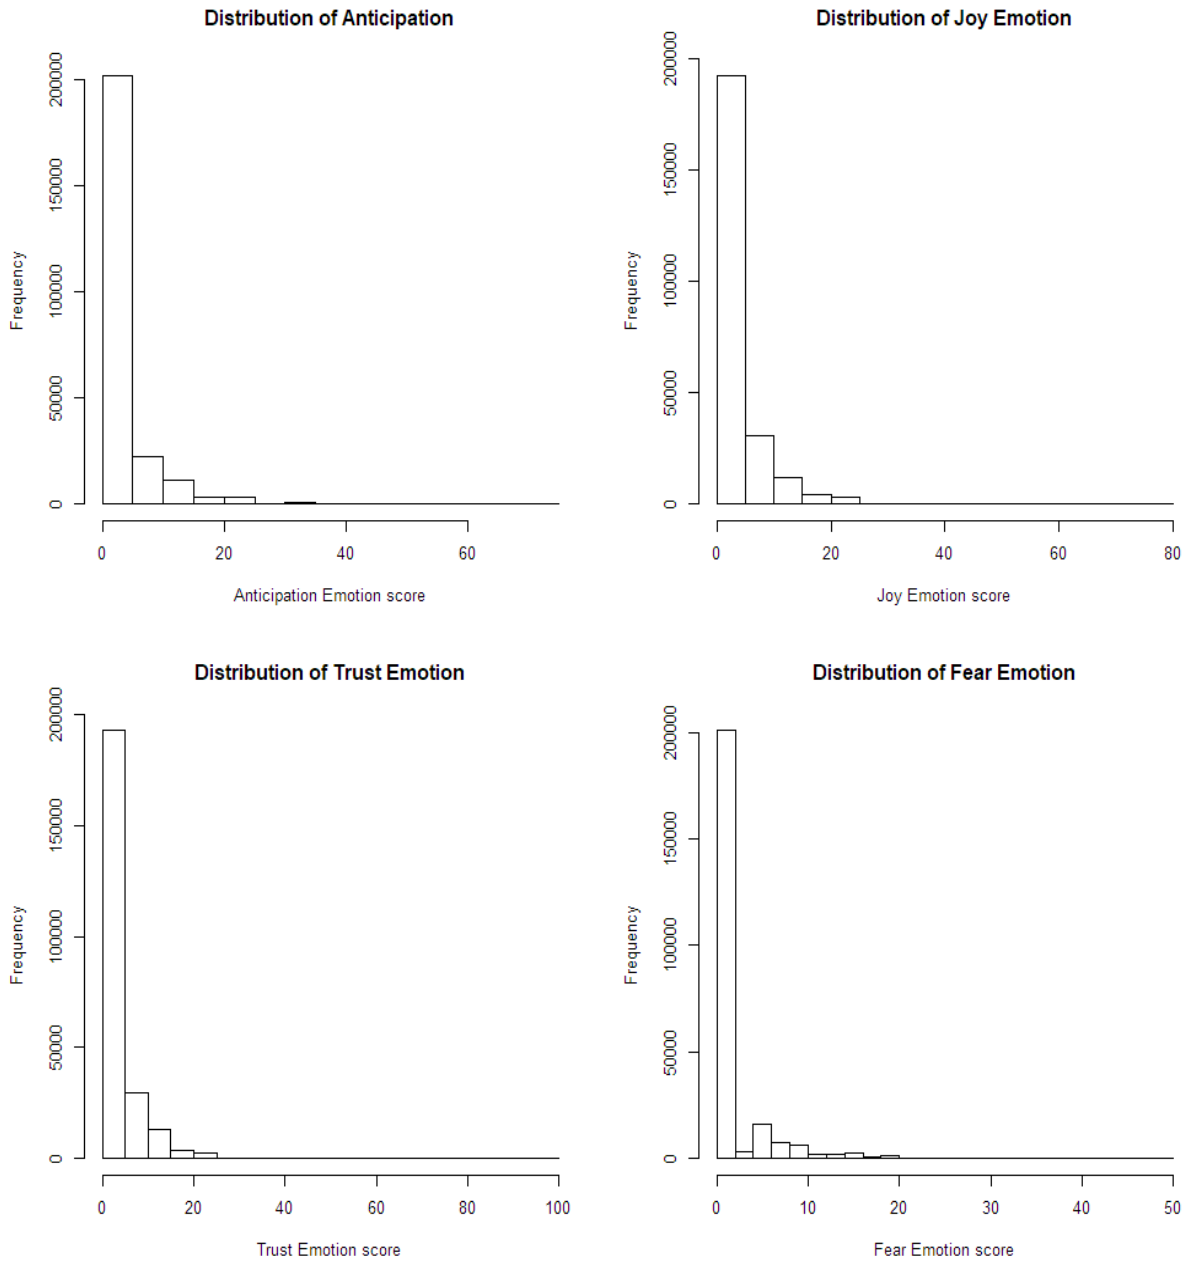 Distribution of Anticipation
Frequency
0
50000
100000
150000
200000
0 20 40 60
Anticipation Emotion score
Distribution of Joy Emotion
Frequency
0
50000
100000
150000
200000
0 20 40 60 80
Joy Emotion score
Distribution of Trust Emotion
Frequency
0
50000
100000
150000
200000
0 20 40 60 80 100
Trust Emotion score
Distribution of Fear Emotion
Frequency
0
50000
100000
150000
200000
0 10 20 30 40 50
Fear Emotion score